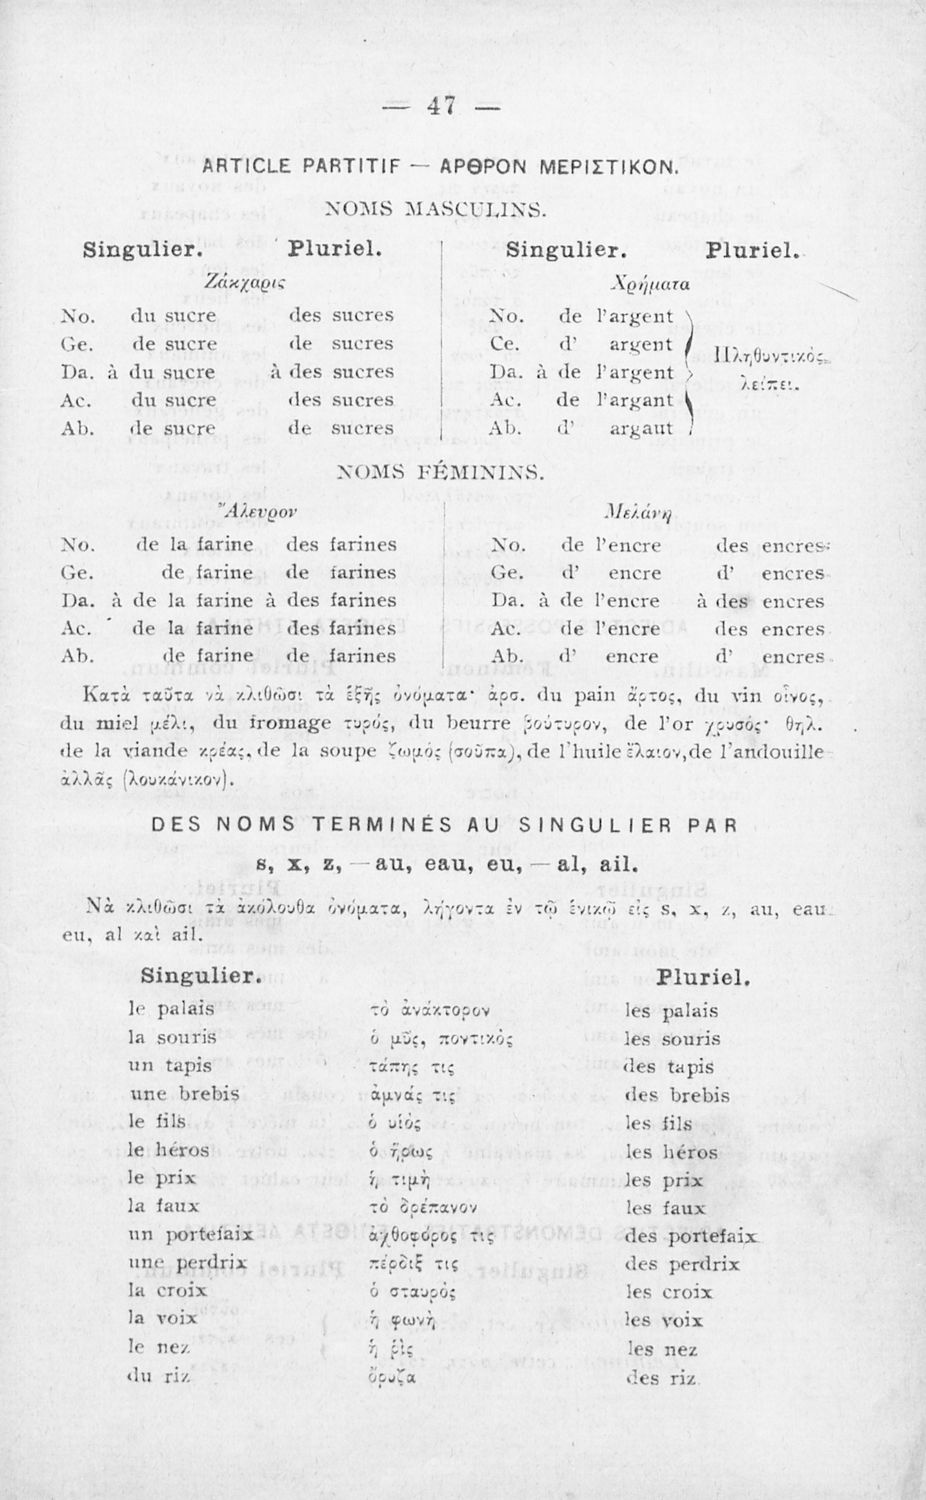 — 47 —
ARTICLE PARTITIF — ΑΡΘΡΟΝ ΜΕΡΙΣΤΙΚΟΝ.
NOMS MASCULINS.
Singulier. Pluriel. Singulier. Pluriel.
Ζάκχαρις Χρήματα
No. du sucre des sucres No. de l'argent
Ge. de sucre de sucres Ce. d' argent Πληθυντικὸς
Da. à du sucre à des sucres Da. à de l'argent λείπει.
Ac. du sucre des sucres Ac. de l'argant
Ab. de sucre de sucres Ab. d' argaut
NOMS FÉMININS.
Ἄλευρον Μελάνη
No. de la farine des farines No. de l'encre des encres
Ge. de farine de farines Ge. d' encre d' encres
Da. à de la farine à des farines Da. à de l'encre à des encres
Ac. de la farine des farines Ac. de l'encre des encres
Ab. de farine de farines Ab. d' encre d' encres
Κατὰ ταῦτα νὰ κλιθῶσι τὰ ἑξῆς ὀνόματα· ἀρσ. du pain ἄρτος, du vin οἶνος,
du miel μέλι, du fromage τυρός, du beurre βούτυρον, de l'or χρυσός· θηλ.
de la viande κρέας, de la soupe ζωμός (σοῦπα), de l'huile ἔλαιον, de l'andouille
ἀλλᾶς (λουκάνικον).
DES NOMS TERMINÉS AU SINGULIER PAR
s, x, z, — au, eau, eu, — al, ail.
Νὰ κλιθῶσι τὰ ἀκόλουθα ὀνόματα, λήγοντα ἐν τῷ ἑνικῷ εἰς s, x, z, au, eau
eu, al καὶ ail.
Singulier. Pluriel.
le palais τὸ ἀνάκτορον les palais
la souris ὁ μῦς, ποντικός les souris
un tapis τάπης τις des tapis
une brebis ἀμνάς τις des brebis
le fils ὁ υἱὸς les fils
le héros ὁ ἥρως les héros
le prix ἡ τιμὴ les prix
la faux τὸ δρέπανον les faux
un portefaix ἀχθοφόρος τις des portefaix
une perdrix πέρδιξ τις des perdrix
la croix ὁ σταυρός les croix
la voix ἡ φωνὴ les voix
le nez ἡ ῥὶς les nez
du riz ὄρυζα des riz